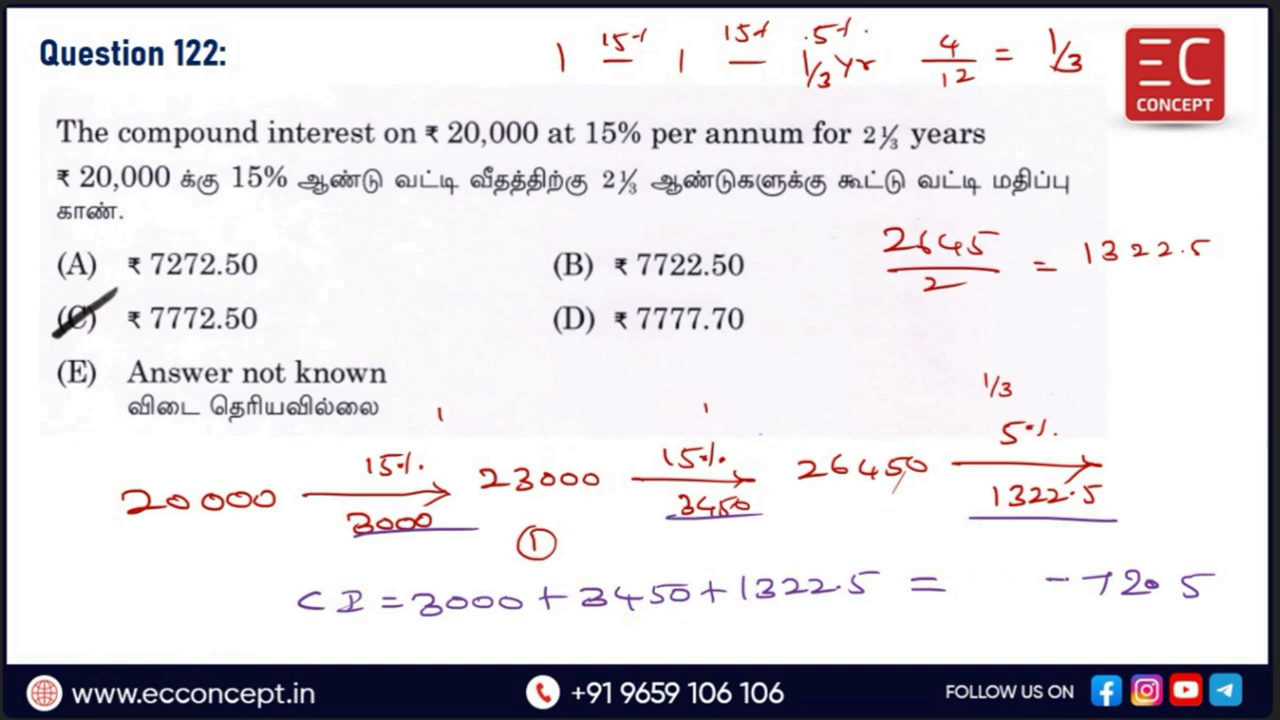 Question 122:
1 15% 1 15% 5% 1/3 yr 4/12 = 1/3
EC
CONCEPT
The compound interest on ₹ 20,000 at 15% per annum for 2⅓ years
₹ 20,000 க்கு 15% ஆண்டு வட்டி வீதத்திற்கு 2⅓ ஆண்டுகளுக்கு கூட்டு வட்டி மதிப்பு
காண்.
2645/2 = 1322.5
(A) ₹ 7272.50 (B) ₹ 7722.50
(C) ₹ 7772.50 (D) ₹ 7777.70
(E) Answer not known
விடை தெரியவில்லை
1 1 1/3
15% 15% 5%
20000 23000 26450
3000 3450 1322.5
1
CI = 3000 + 3450 + 1322.5 =
www.ecconcept.in +91 9659 106 106 FOLLOW US ON